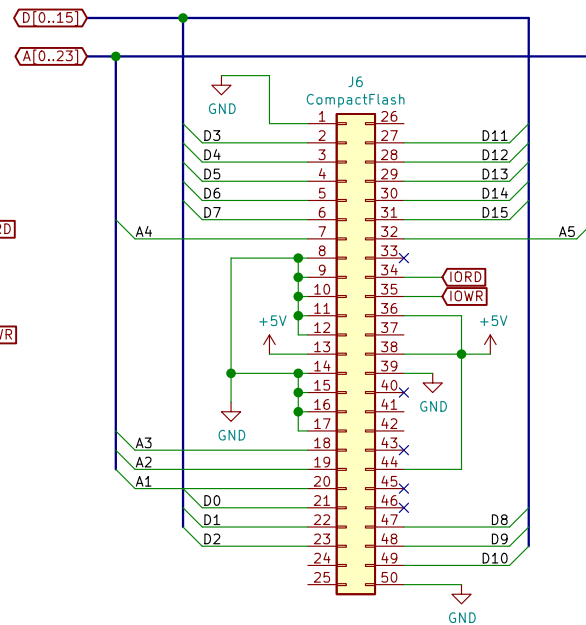 D[0..15]
A[0..23]
J6
CompactFlash
GND
1 26
D3 2 27 D11
D4 3 28 D12
D5 4 29 D13
D6 5 30 D14
D7 6 31 D15
A4 7 32 A5
8 33
9 34 IORD
10 35 IOWR
11 36
+5V 12 37 +5V
13 38
14 39
15 40
16 41 GND
GND 17 42
A3 18 43
A2 19 44
A1 20 45
D0 21 46
D1 22 47 D8
D2 23 48 D9
24 49 D10
25 50
GND